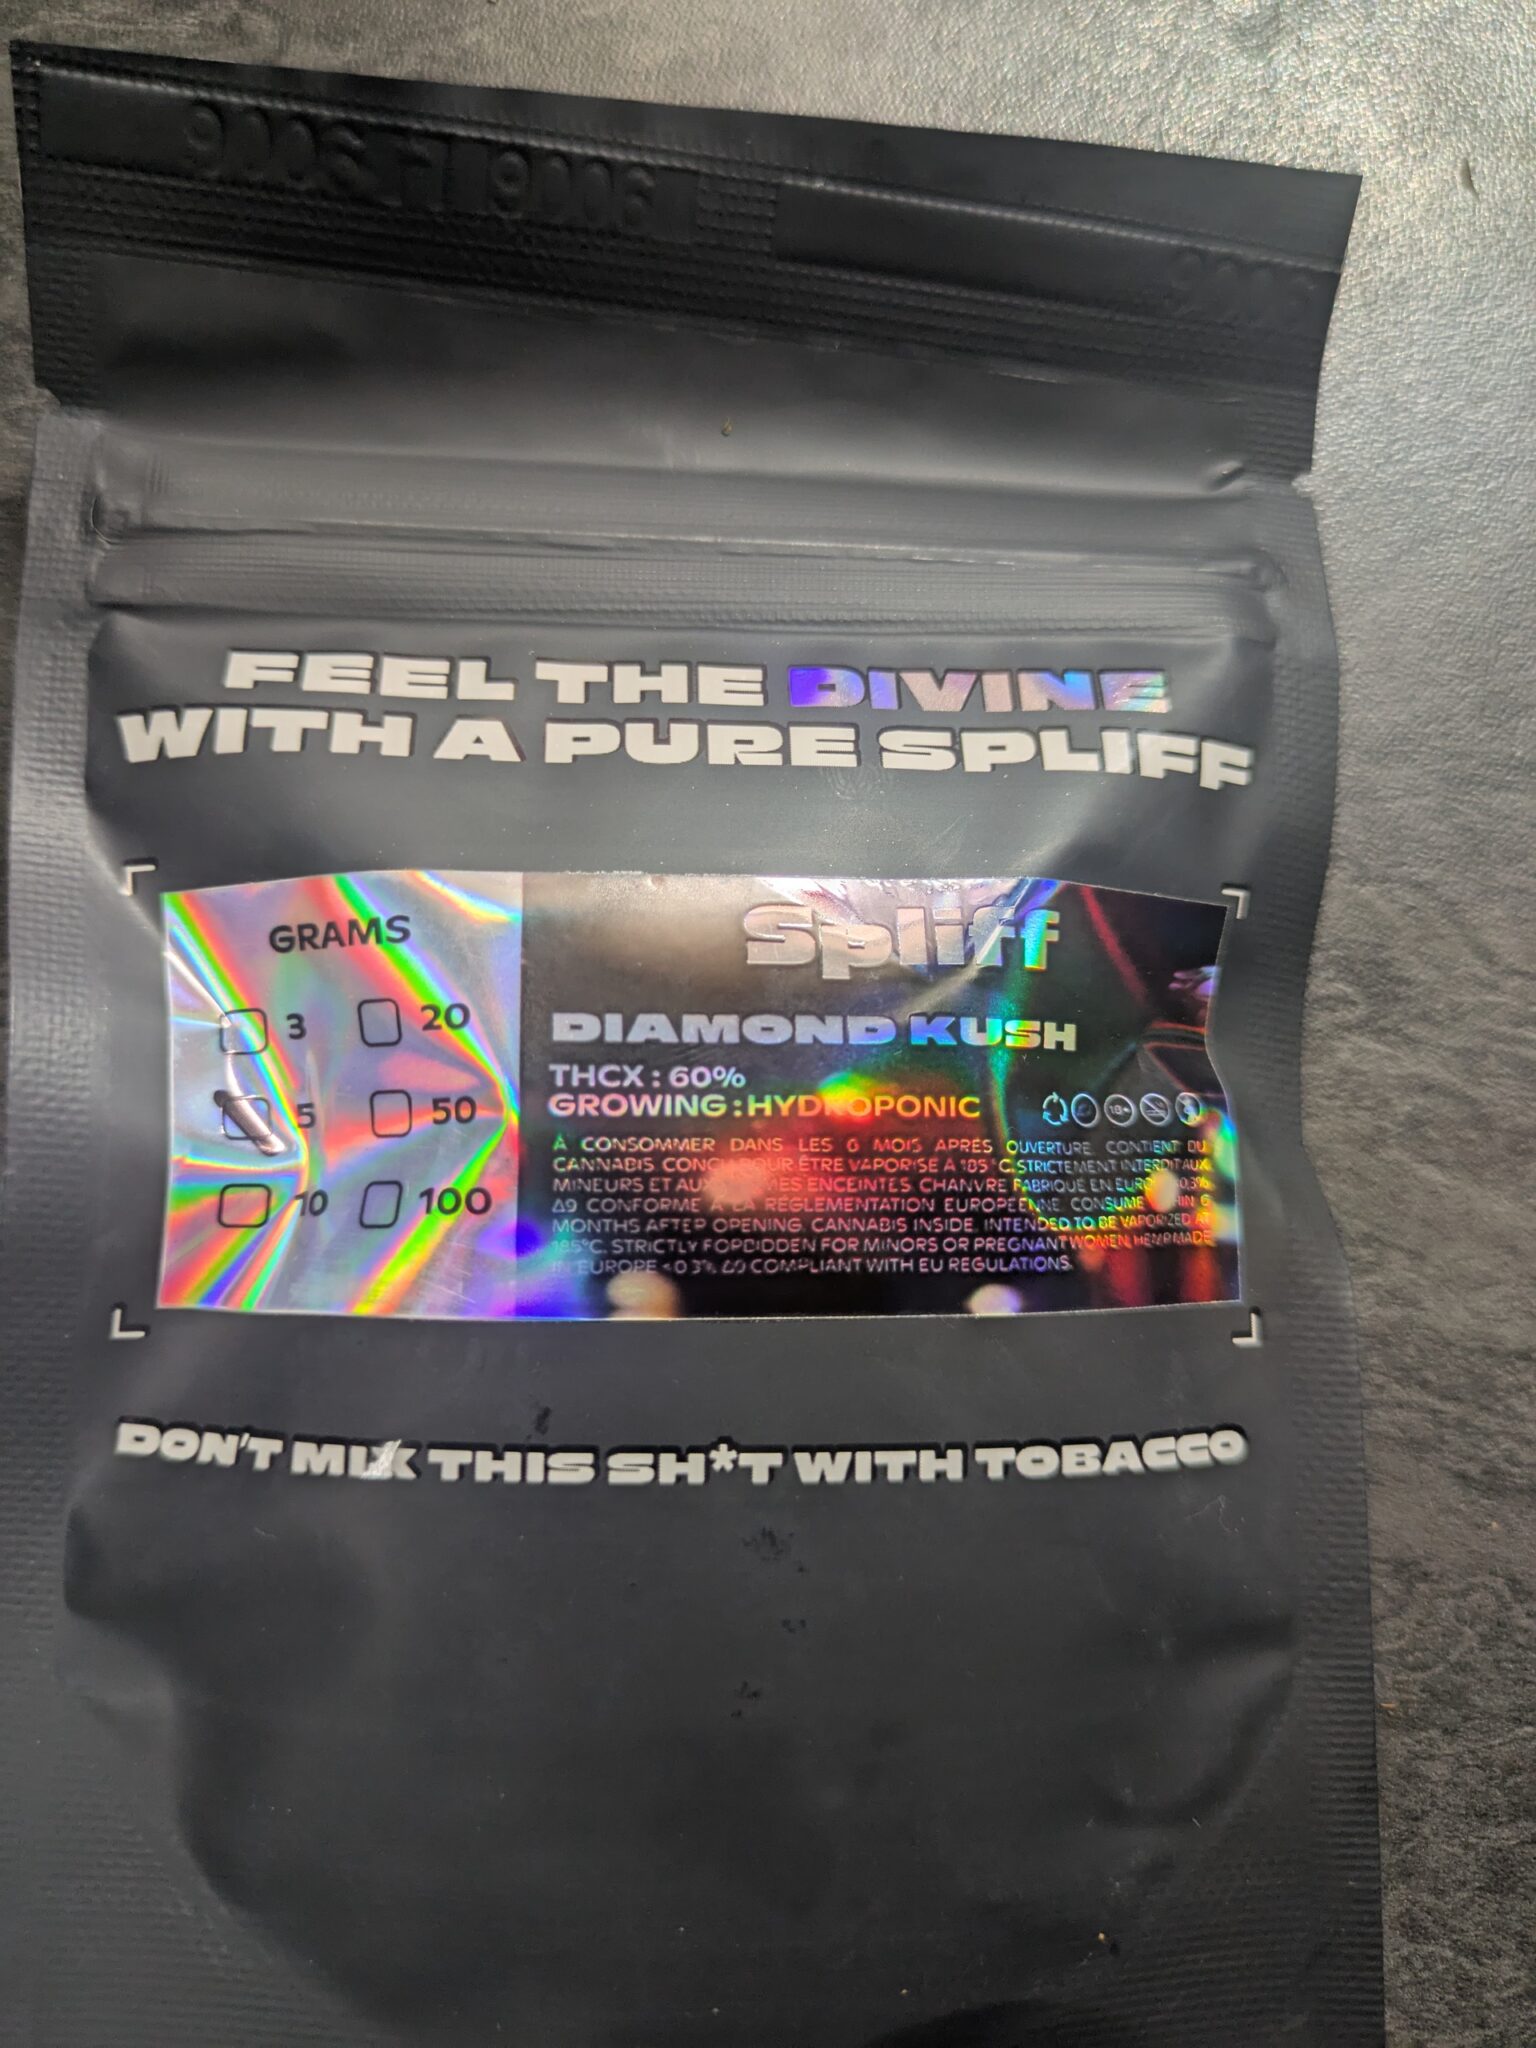 FEEL THE DIVINE
WITH A PURE SPLIFF
GRAMS
3 20
5 50
10 100
Spliff
DIAMOND KUSH
THCX : 60%
GROWING : HYDROPONIC
18+
À CONSOMMER DANS LES 6 MOIS APRÈS OUVERTURE. CONTIENT DU
CANNABIS. CONÇU POUR ÊTRE VAPORISÉ À 185°C. STRICTEMENT INTERDIT AUX
MINEURS ET AUX ENCEINTES. CHANVRE FABRIQUÉ EN 0,3%
Δ9 CONFORME À LA RÉGLEMENTATION EUROPÉENNE. CONSUME 6
MONTHS AFTER OPENING. CANNABIS INSIDE. INTENDED TO BE VAPORIZED AT
185°C. STRICTLY FORBIDDEN FOR MINORS OR PREGNANT WOMEN. HEMP MADE
IN EUROPE <0.3% Δ9 COMPLIANT WITH EU REGULATIONS.
DON'T MIX THIS SH*T WITH TOBACCO